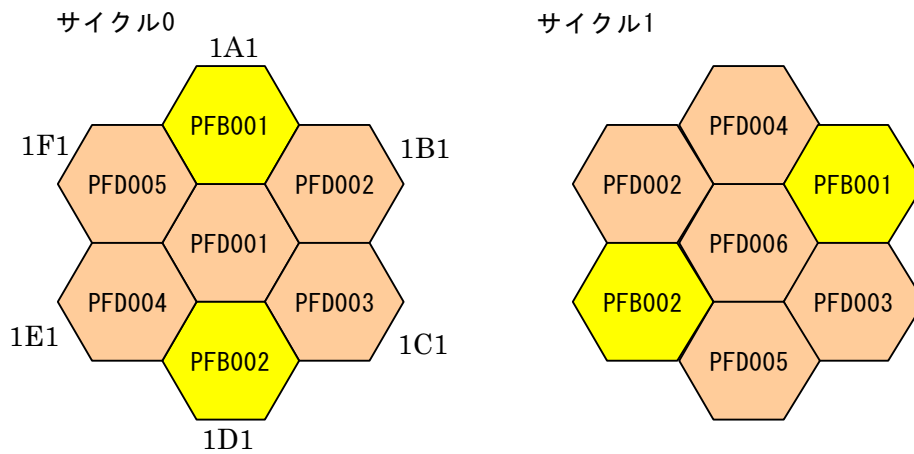 サイクル0
1A1
PFB001
1F1
PFD005
PFD002
1B1
PFD001
PFD004
PFD003
1E1
PFB002
1C1
1D1
サイクル1
PFD004
PFD002
PFB001
PFD006
PFB002
PFD003
PFD005